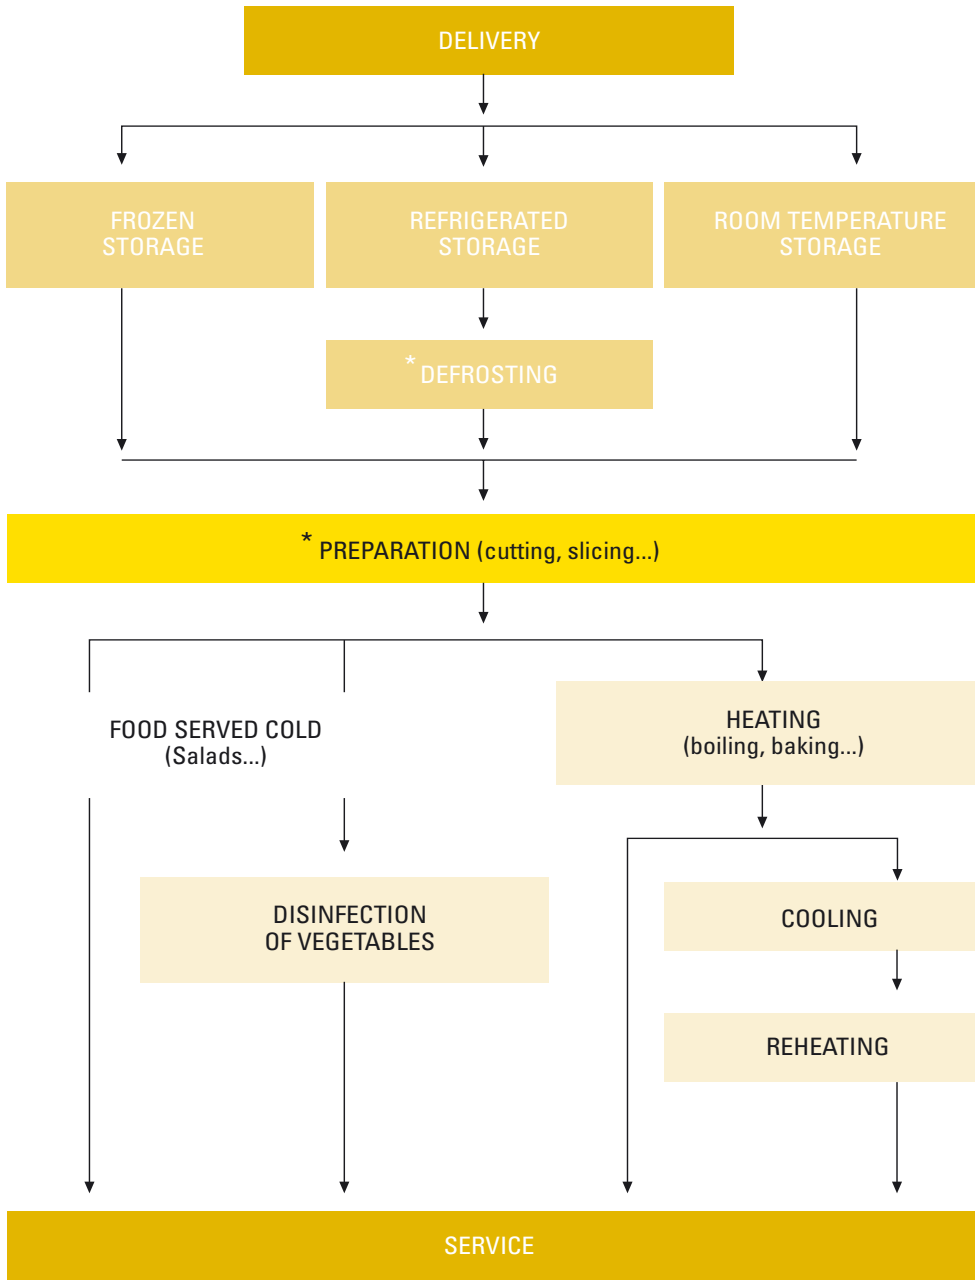 DELIVERY
FROZEN
STORAGE
REFRIGERATED
STORAGE
ROOM TEMPERATURE
STORAGE
* DEFROSTING
* PREPARATION (cutting, slicing...)
FOOD SERVED COLD
(Salads...)
HEATING
(boiling, baking...)
DISINFECTION
OF VEGETABLES
COOLING
REHEATING
SERVICE